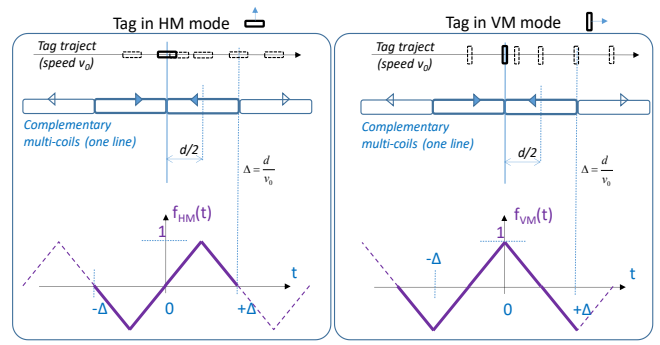 Tag in HM mode
Tag traject
(speed v0)
Complementary
multi-coils (one line)
d/2
Δ = d/v0
fHM(t)
1
t
-Δ
0
+Δ
Tag in VM mode
Tag traject
(speed v0)
Complementary
multi-coils (one line)
d/2
Δ = d/v0
fVM(t)
1
-Δ
t
0
+Δ